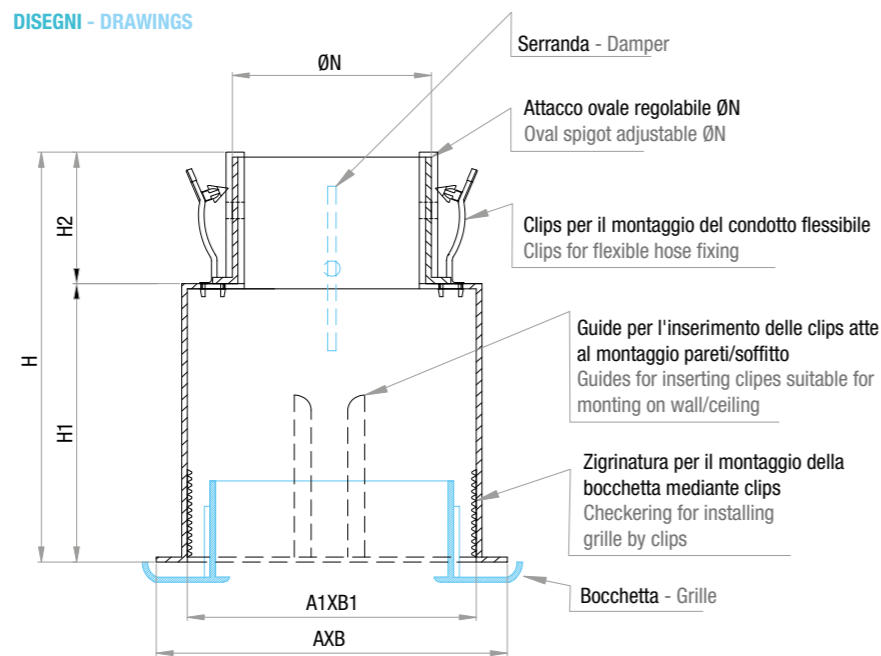 DISEGNI - DRAWINGS
Serranda - Damper
ØN
Attacco ovale regolabile ØN
Oval spigot adjustable ØN
H2
Clips per il montaggio del condotto flessibile
Clips for flexible hose fixing
H
H1
Guide per l'inserimento delle clips atte
al montaggio pareti/soffitto
Guides for inserting clipes suitable for
monting on wall/ceiling
Zigrinatura per il montaggio della
bocchetta mediante clips
Checkering for installing
grille by clips
Bocchetta - Grille
A1XB1
AXB